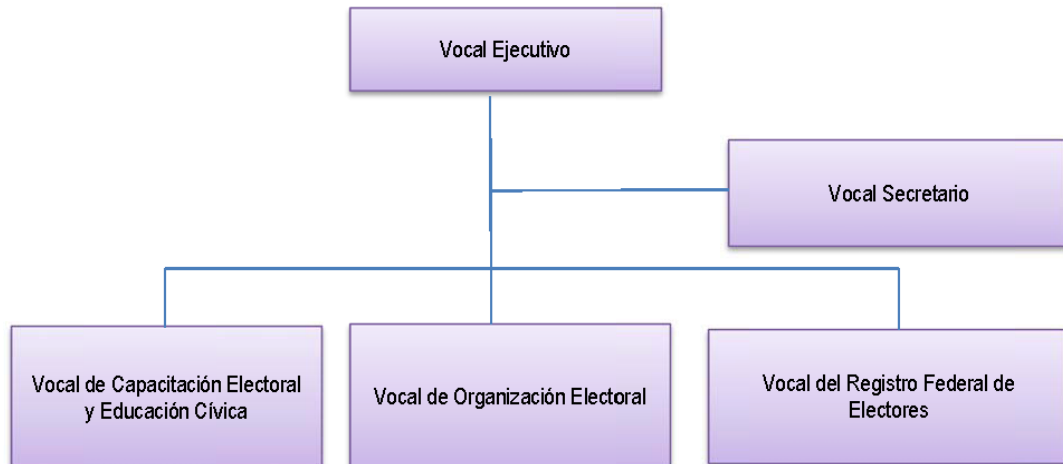 Vocal Ejecutivo
Vocal Secretario
Vocal de Capacitación Electoral
y Educación Cívica
Vocal de Organización Electoral
Vocal del Registro Federal de
Electores